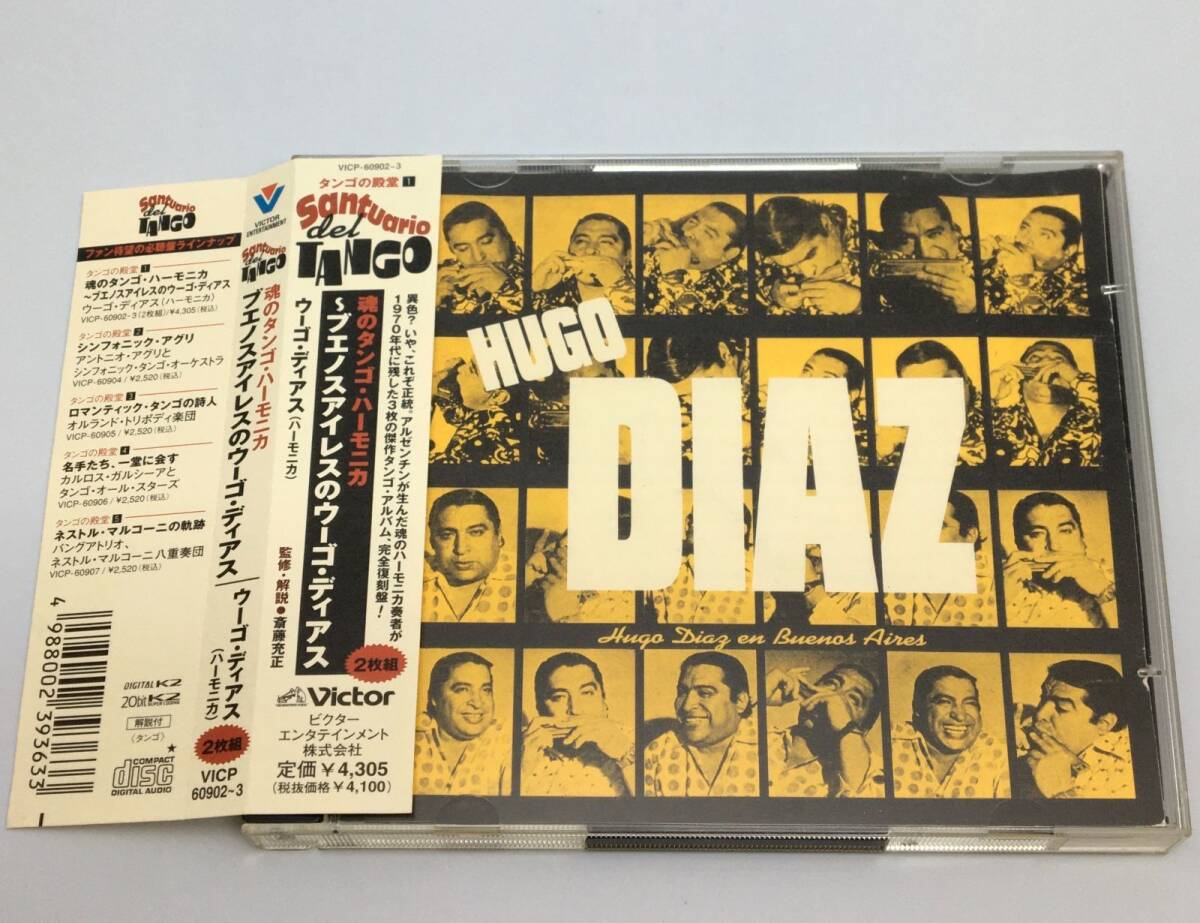 Santuario
del
TANGO
ファン待望の必聴盤ラインナップ
タンゴの殿堂1
魂のタンゴ・ハーモニカ
〜ブエノスアイレスのウーゴ・ディアス
ウーゴ・ディアス(ハーモニカ)
VICP-60902~3(2枚組)/¥4,305(税込)
タンゴの殿堂2
シンフォニック・アグリ
アントニオ・アグリと
シンフォニック・タンゴ・オーケストラ
VICP-60904/¥2,520(税込)
タンゴの殿堂3
ロマンティック・タンゴの詩人
オルランド・トリポディ楽団
VICP-60905/¥2,520(税込)
タンゴの殿堂4
名手たち、一堂に会す
カルロス・ガルシーアと
タンゴ・オール・スターズ
VICP-60906/¥2,520(税込)
タンゴの殿堂5
ネストル・マルコーニの軌跡
バングアトリオ、
ネストル・マルコーニ八重奏団
VICP-60907/¥2,520(税込)
4 988002 393633
DIGITAL K2
20bit K2
解説付
〈タンゴ〉
★
COMPACT
disc
DIGITAL AUDIO
VICTOR
ENTERTAINMENT
Santuario
del
TANGO
魂のタンゴ・ハーモニカ
ブエノスアイレスのウーゴ・ディアス
ウーゴ・ディアス
(ハーモニカ)
2枚組
VICP
60902~3
VICP-60902~3
タンゴの殿堂1
Santuario
del
TANGO
異色?いや、これぞ正統。アルゼンチンが生んだ魂のハーモニカ奏者が
1970年代に残した3枚の傑作タンゴ・アルバム、完全復刻盤!
魂のタンゴ・ハーモニカ
〜ブエノスアイレスのウーゴ・ディアス
ウーゴ・ディアス(ハーモニカ)
監修・解説●斎藤充正
2枚組
Victor
ビクター
エンタテインメント
株式会社
定価¥4,305
(税抜価格¥4,100)
HUGO
DIAZ
Hugo Diaz en Buenos Aires